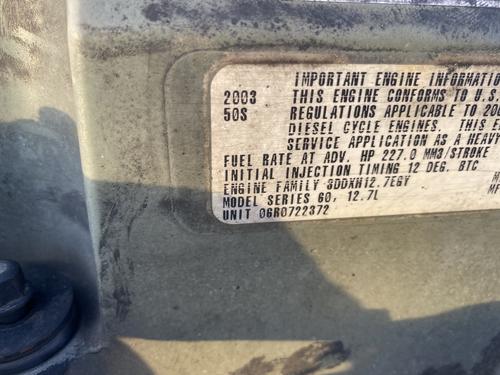 IMPORTANT ENGINE INFORMATIO
2003 THIS ENGINE CONFORMS TO U.S.
50S REGULATIONS APPLICABLE TO 200
DIESEL CYCLE ENGINES. THIS E
SERVICE APPLICATION AS A HEAVY
FUEL RATE AT ADV. HP 227.0 MM3/STROKE
INITIAL INJECTION TIMING 12 DEG. BTC
ENGINE FAMILY 3DDXH12.7EGY
MODEL SERIES 60, 12.7L
UNIT 06R0722372